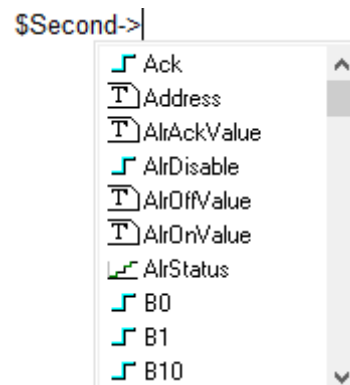 $Second->
Ack
Address
AlrAckValue
AlrDisable
AlrOffValue
AlrOnValue
AlrStatus
B0
B1
B10